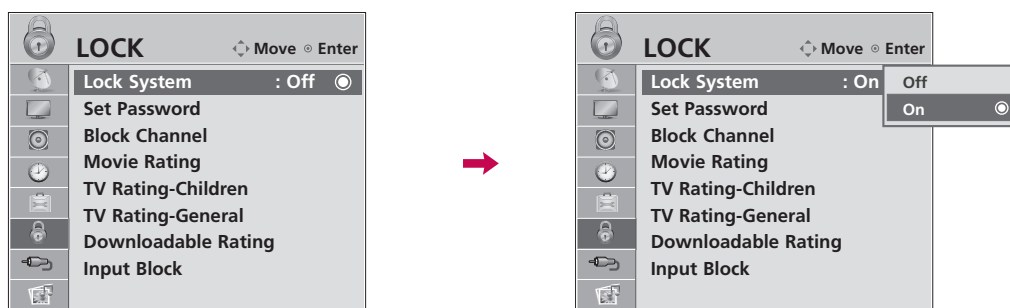 LOCK Move Enter
Lock System : Off
Set Password
Block Channel
Movie Rating
TV Rating-Children
TV Rating-General
Downloadable Rating
Input Block
LOCK Move Enter
Lock System : On
Off
On
Set Password
Block Channel
Movie Rating
TV Rating-Children
TV Rating-General
Downloadable Rating
Input Block